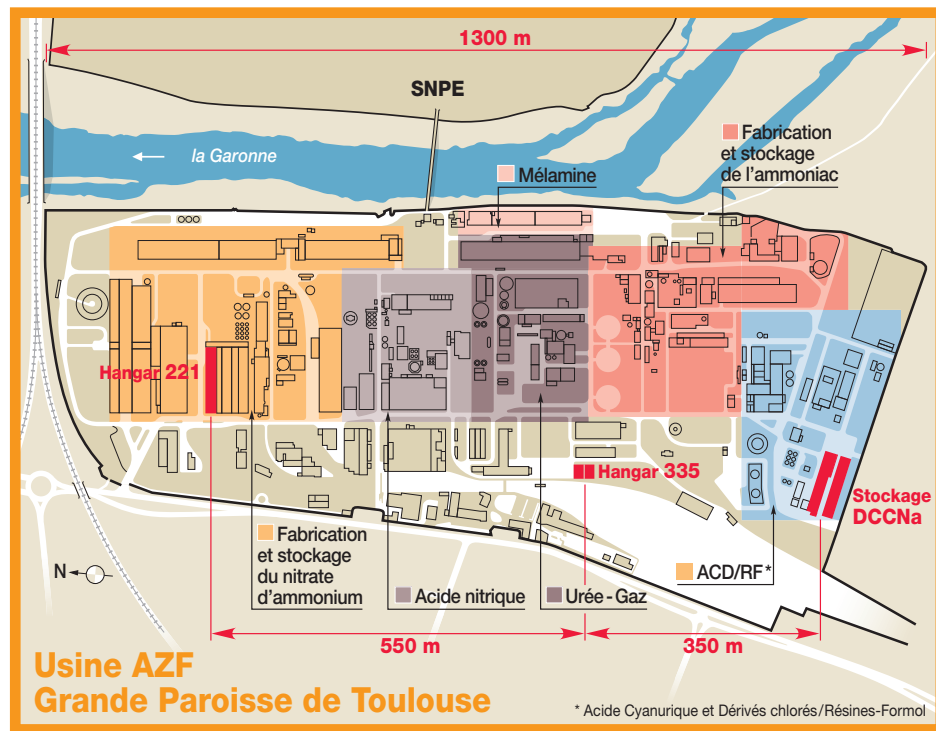 1300 m
SNPE
la Garonne
Mélamine
Fabrication
et stockage
de l’ammoniac
Hangar 221
Hangar 335
Stockage
DCCNa
Fabrication
et stockage
du nitrate
d’ammonium
Acide nitrique
Urée - Gaz
ACD/RF*
N
550 m
350 m
Usine AZF
Grande Paroisse de Toulouse
* Acide Cyanurique et Dérivés chlorés/Résines-Formol